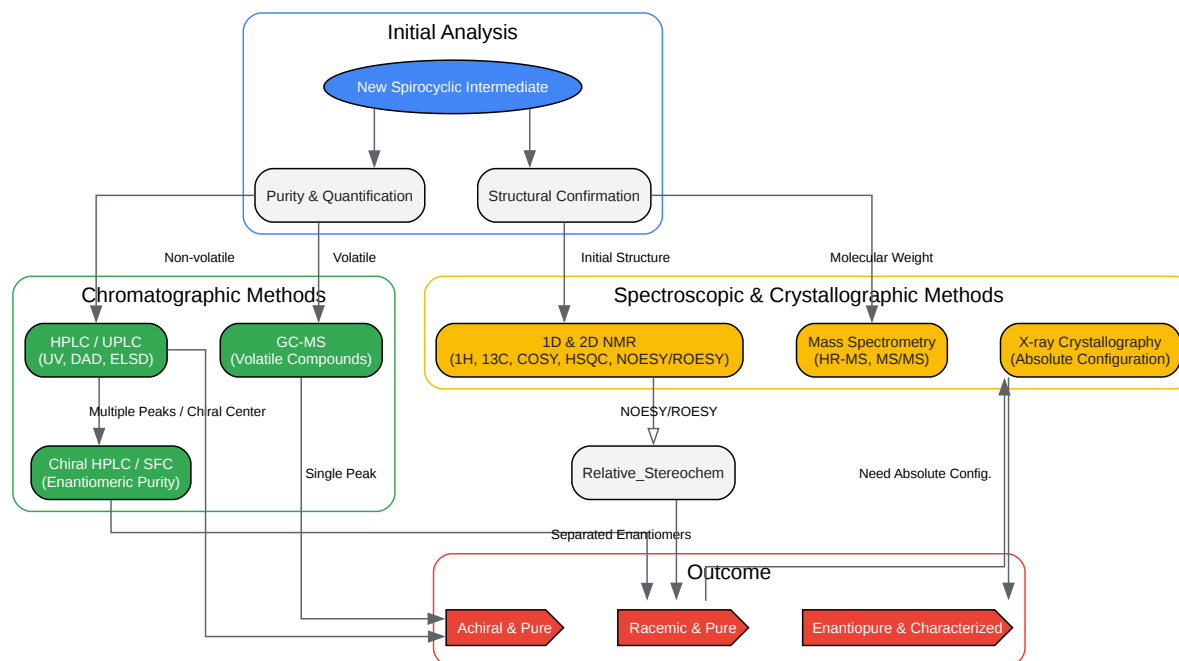 Initial Analysis
New Spirocyclic Intermediate
Purity & Quantification
Structural Confirmation
Non-volatile
Volatile
Initial Structure
Molecular Weight
Chromatographic Methods
Spectroscopic & Crystallographic Methods
HPLC / UPLC
(UV, DAD, ELSD)
GC-MS
(Volatile Compounds)
1D & 2D NMR
(1H, 13C, COSY, HSQC, NOESY/ROESY)
Mass Spectrometry
(HR-MS, MS/MS)
X-ray Crystallography
(Absolute Configuration)
Multiple Peaks / Chiral Center
NOESY/ROESY
Chiral HPLC / SFC
(Enantiomeric Purity)
Single Peak
Relative_Stereochem
Need Absolute Config.
Separated Enantiomers
Outcome
Achiral & Pure
Racemic & Pure
Enantiopure & Characterized